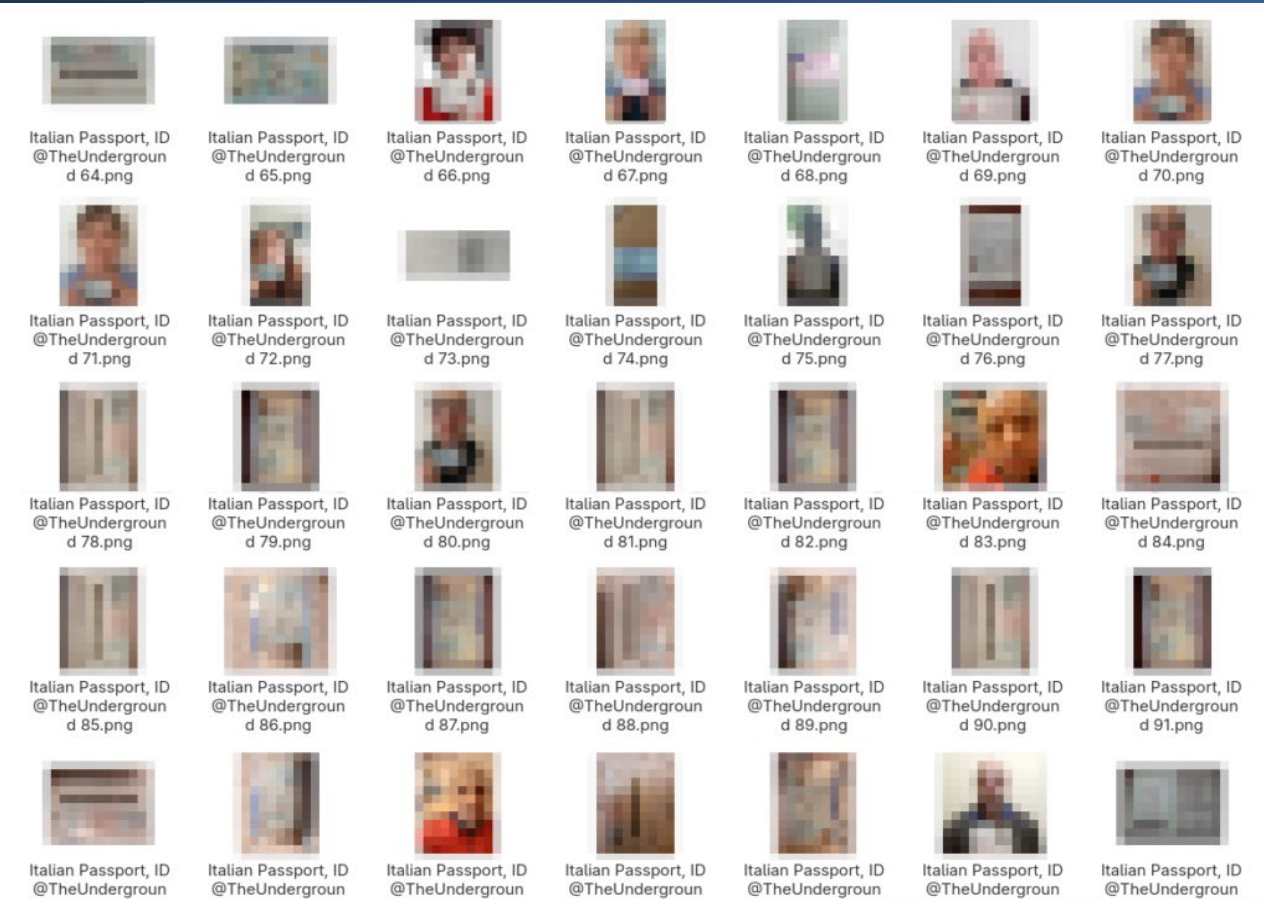 Italian Passport, ID
@TheUndergroun
d 64.png
Italian Passport, ID
@TheUndergroun
d 65.png
Italian Passport, ID
@TheUndergroun
d 66.png
Italian Passport, ID
@TheUndergroun
d 67.png
Italian Passport, ID
@TheUndergroun
d 68.png
Italian Passport, ID
@TheUndergroun
d 69.png
Italian Passport, ID
@TheUndergroun
d 70.png
Italian Passport, ID
@TheUndergroun
d 71.png
Italian Passport, ID
@TheUndergroun
d 72.png
Italian Passport, ID
@TheUndergroun
d 73.png
Italian Passport, ID
@TheUndergroun
d 74.png
Italian Passport, ID
@TheUndergroun
d 75.png
Italian Passport, ID
@TheUndergroun
d 76.png
Italian Passport, ID
@TheUndergroun
d 77.png
Italian Passport, ID
@TheUndergroun
d 78.png
Italian Passport, ID
@TheUndergroun
d 79.png
Italian Passport, ID
@TheUndergroun
d 80.png
Italian Passport, ID
@TheUndergroun
d 81.png
Italian Passport, ID
@TheUndergroun
d 82.png
Italian Passport, ID
@TheUndergroun
d 83.png
Italian Passport, ID
@TheUndergroun
d 84.png
Italian Passport, ID
@TheUndergroun
d 85.png
Italian Passport, ID
@TheUndergroun
d 86.png
Italian Passport, ID
@TheUndergroun
d 87.png
Italian Passport, ID
@TheUndergroun
d 88.png
Italian Passport, ID
@TheUndergroun
d 89.png
Italian Passport, ID
@TheUndergroun
d 90.png
Italian Passport, ID
@TheUndergroun
d 91.png
Italian Passport, ID
@TheUndergroun
Italian Passport, ID
@TheUndergroun
Italian Passport, ID
@TheUndergroun
Italian Passport, ID
@TheUndergroun
Italian Passport, ID
@TheUndergroun
Italian Passport, ID
@TheUndergroun
Italian Passport, ID
@TheUndergroun